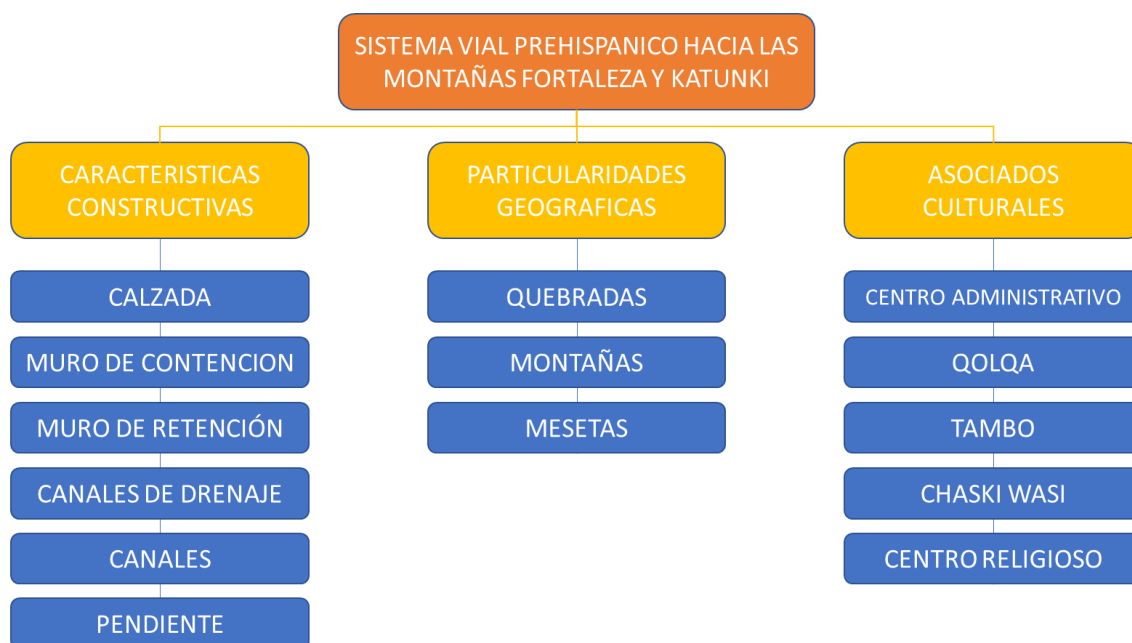 SISTEMA VIAL PREHISPANICO HACIA LAS
MONTAÑAS FORTALEZA Y KATUNKI
CARACTERISTICAS
CONSTRUCTIVAS
CALZADA
MURO DE CONTENCION
MURO DE RETENCIÓN
CANALES DE DRENAJE
CANALES
PENDIENTE
PARTICULARIDADES
GEOGRAFICAS
QUEBRADAS
MONTAÑAS
MESETAS
ASOCIADOS
CULTURALES
CENTRO ADMINISTRATIVO
QOLQA
TAMBO
CHASKI WASI
CENTRO RELIGIOSO